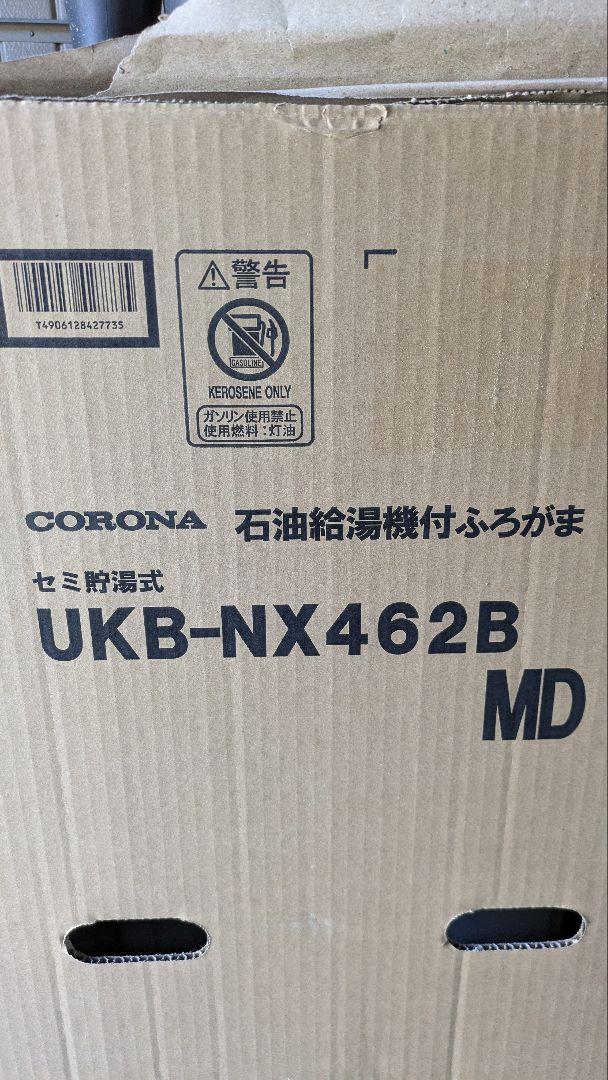 T4906128427735
⚠警告
GASOLINE
KEROSENE ONLY
ガソリン使用禁止
使用燃料：灯油
CORONA 石油給湯機付ふろがま
セミ貯湯式
UKB-NX462B
MD